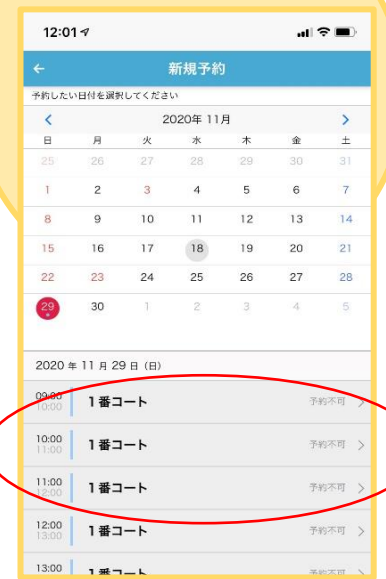 12:01
新規予約
予約したい日付を選択してください
2020年 11月
日 月 火 水 木 金 土
25 26 27 28 29 30 31
1 2 3 4 5 6 7
8 9 10 11 12 13 14
15 16 17 18 19 20 21
22 23 24 25 26 27 28
29 30 1 2 3 4 5
2020 年 11 月 29 日（日）
09:00 1番コート 予約不可
10:00
10:00 1番コート 予約不可
11:00
11:00 1番コート 予約不可
12:00
12:00 1番コート 予約不可
13:00
13:00 1番コート 予約不可